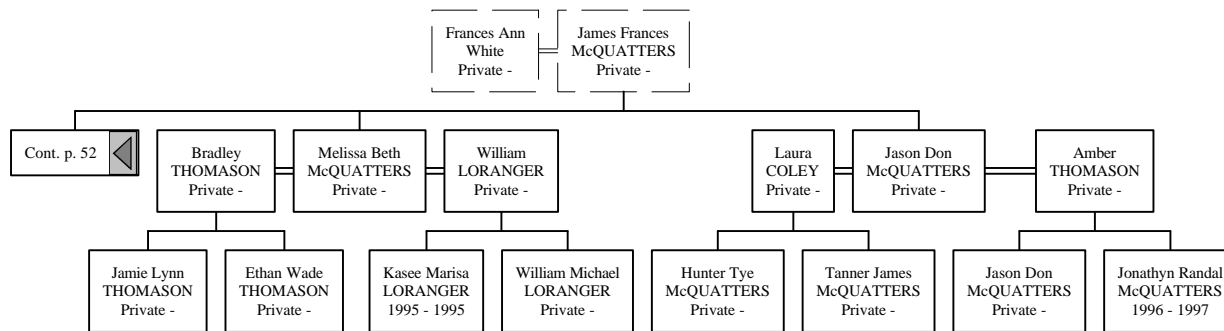 Frances Ann
White
Private -
James Frances
McQUATTERS
Private -
Cont. p. 52
Bradley
THOMASON
Private -
Melissa Beth
McQUATTERS
Private -
William
LORANGER
Private -
Laura
COLEY
Private -
Jason Don
McQUATTERS
Private -
Amber
THOMASON
Private -
Jamie Lynn
THOMASON
Private -
Ethan Wade
THOMASON
Private -
Kasee Marisa
LORANGER
1995 - 1995
William Michael
LORANGER
Private -
Hunter Tye
McQUATTERS
Private -
Tanner James
McQUATTERS
Private -
Jason Don
McQUATTERS
Private -
Jonathyn Randal
McQUATTERS
1996 - 1997